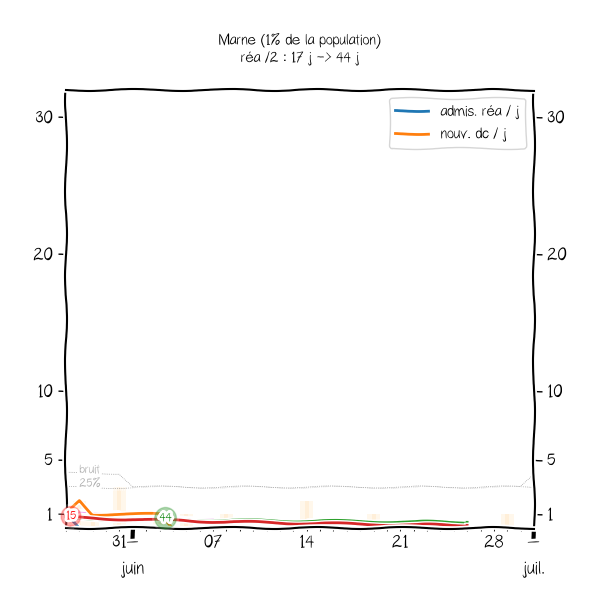 Marne (1% de la population)
réa /2 : 17 j -> 44 j
admis. réa / j
nouv. dc / j
30
30
20
20
10
10
5
5
bruit
25%
1
1
15
44
31
07
14
21
28
juin
juil.